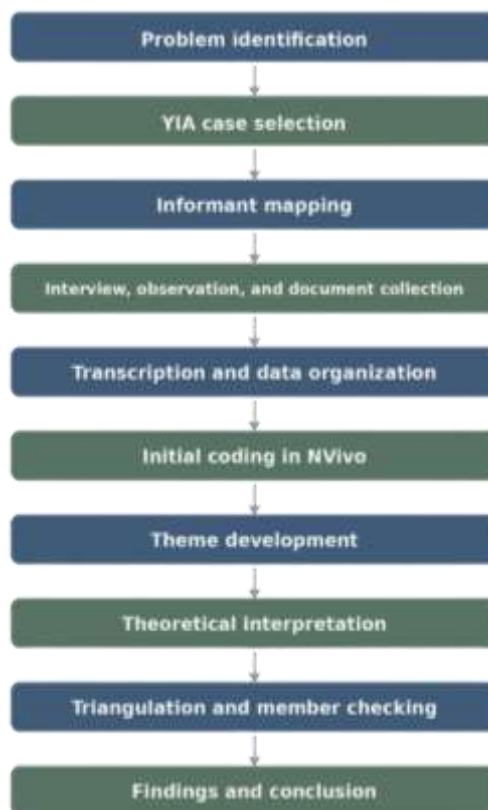 Problem identification
YIA case selection
Informant mapping
Interview, observation, and document collection
Transcription and data organization
Initial coding in NVivo
Theme development
Theoretical interpretation
Triangulation and member checking
Findings and conclusion